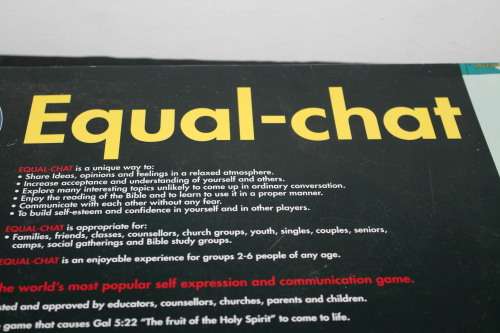 Equal-chat
EQUAL-CHAT is a unique way to:
• Share Ideas, opinions and feelings in a relaxed atmosphere.
• Increase acceptance and understanding of yourself and others.
• Explore many interesting topics unlikely to come up in ordinary conversation.
• Enjoy the reading of the Bible and to learn to use it in a proper manner.
• Communicate with each other without any fear.
• To build self-esteem and confidence in yourself and in other players.
EQUAL-CHAT is appropriate for:
• Families, friends, classes, counsellors, church groups, youth, singles, couples, seniors,
camps, social gatherings and Bible study groups.
EQUAL-CHAT is an enjoyable experience for groups 2-6 people of any age.
the world's most popular self expression and communication game.
and approved by educators, counsellors, churches, parents and children.
game that causes Gal 5:22 "The fruit of the Holy Spirit" to come to life.